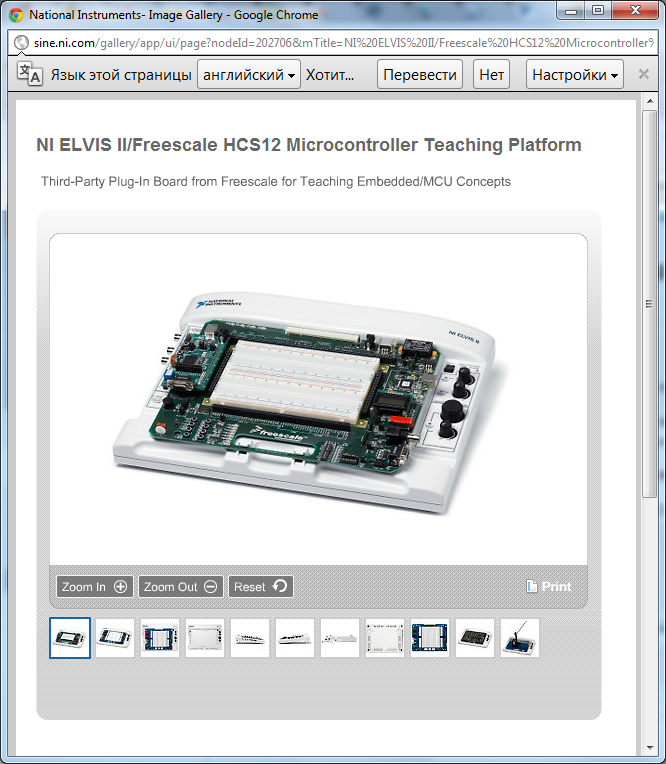 National Instruments- Image Gallery - Google Chrome
sine.ni.com/gallery/app/ui/page?nodeId=202706&mTitle=NI%20ELVIS%20II/Freescale%20HCS12%20Microcontroller%
Язык этой страницы английский Хотит... Перевести Нет Настройки
NI ELVIS II/Freescale HCS12 Microcontroller Teaching Platform
Third-Party Plug-In Board from Freescale for Teaching Embedded/MCU Concepts
NATIONAL
INSTRUMENTS
NI ELVIS II
freescale
Zoom In Zoom Out Reset Print